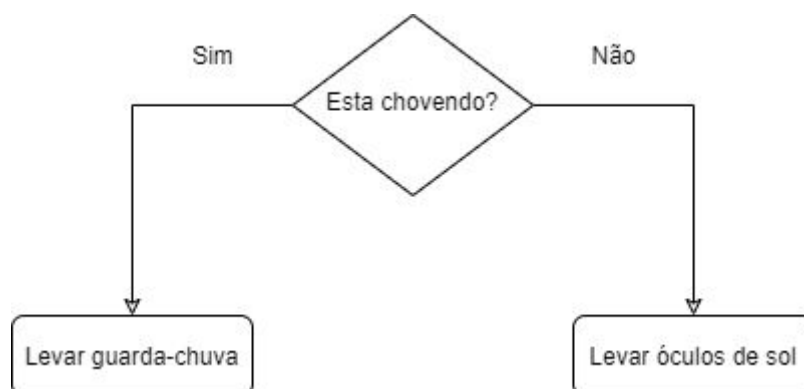 Sim
Não
Esta chovendo?
Levar guarda-chuva
Levar óculos de sol